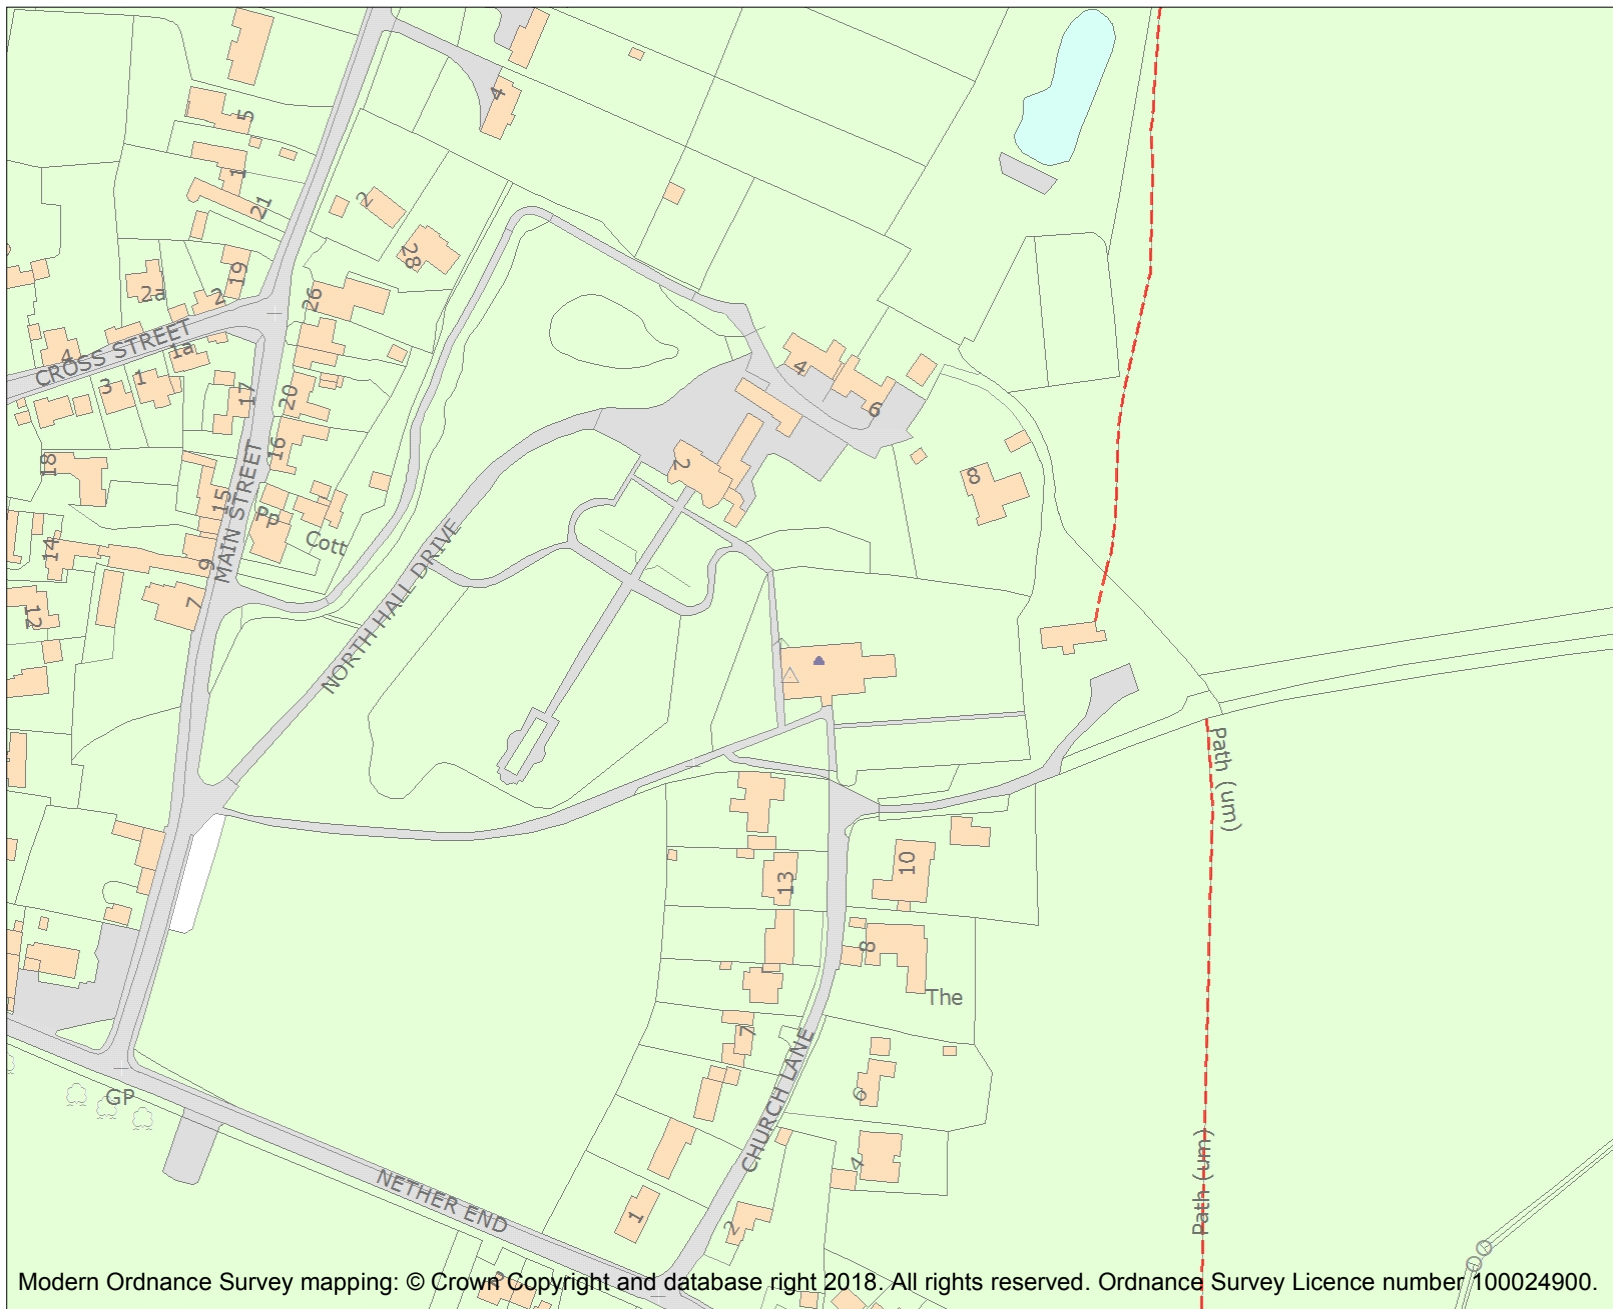 4
5
1
21
2
28
19
2a
2
26
CROSS STREET
4
1a
3
1
17
20
4
6
MAIN STREET
16
18
2
8
15
Pp
Cott
14
9
NORTH HALL DRIVE
7
12
Path (um)
13
10
8
The
7
CHURCH LANE
6
GP
4
Path (um)
NETHER END
1
2
Modern Ordnance Survey mapping: © Crown Copyright and database right 2018. All rights reserved. Ordnance Survey Licence number 100024900.